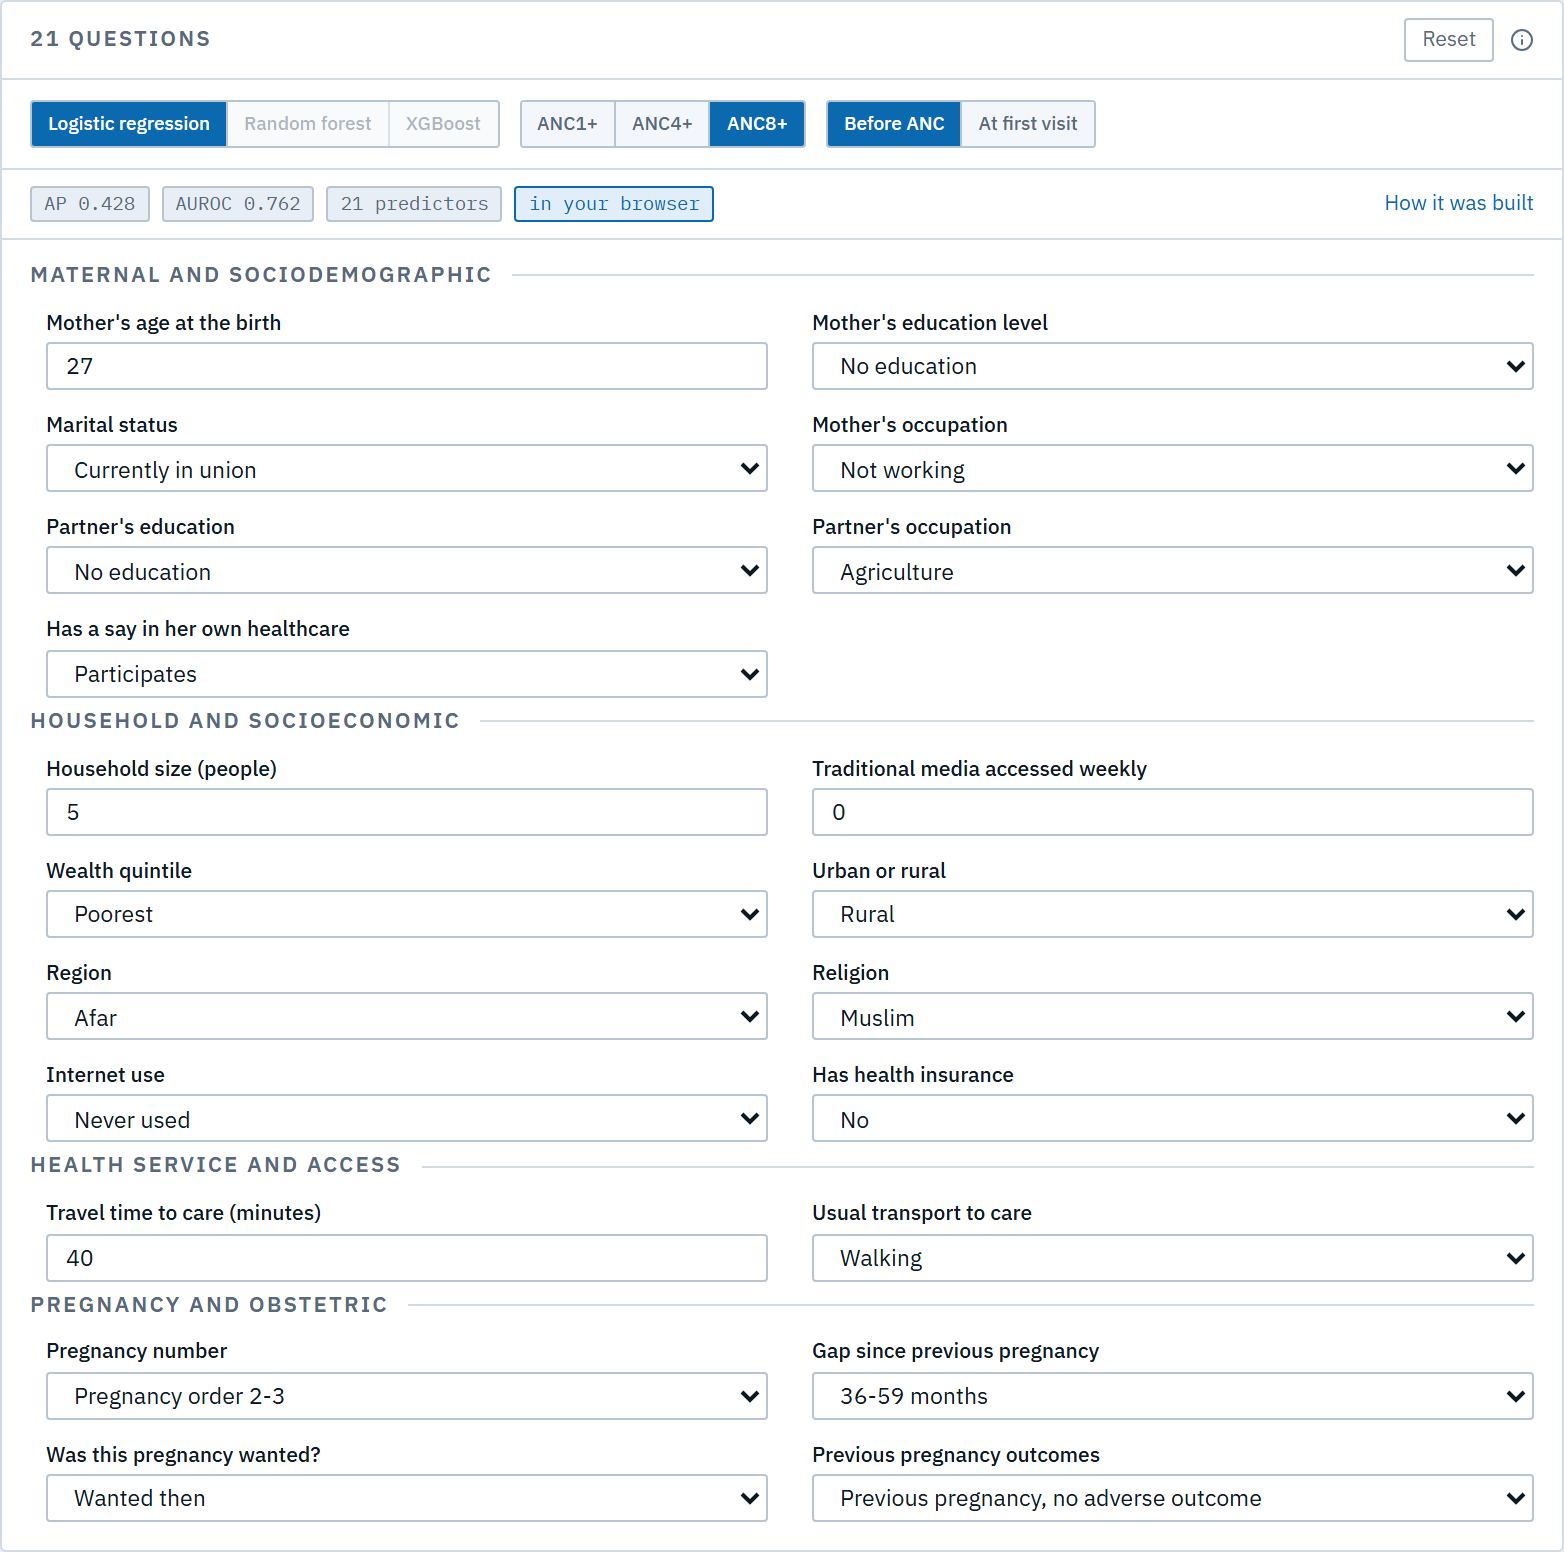 21 QUESTIONS
Reset
Logistic regression Random forest XGBoost ANC1+ ANC4+ ANC8+ Before ANC At first visit
AP 0.428 AUROC 0.762 21 predictors in your browser How it was built
MATERNAL AND SOCIODEMOGRAPHIC
Mother's age at the birth Mother's education level
27 No education
Marital status Mother's occupation
Currently in union Not working
Partner's education Partner's occupation
No education Agriculture
Has a say in her own healthcare
Participates
HOUSEHOLD AND SOCIOECONOMIC
Household size (people) Traditional media accessed weekly
5 0
Wealth quintile Urban or rural
Poorest Rural
Region Religion
Afar Muslim
Internet use Has health insurance
Never used No
HEALTH SERVICE AND ACCESS
Travel time to care (minutes) Usual transport to care
40 Walking
PREGNANCY AND OBSTETRIC
Pregnancy number Gap since previous pregnancy
Pregnancy order 2-3 36-59 months
Was this pregnancy wanted? Previous pregnancy outcomes
Wanted then Previous pregnancy, no adverse outcome